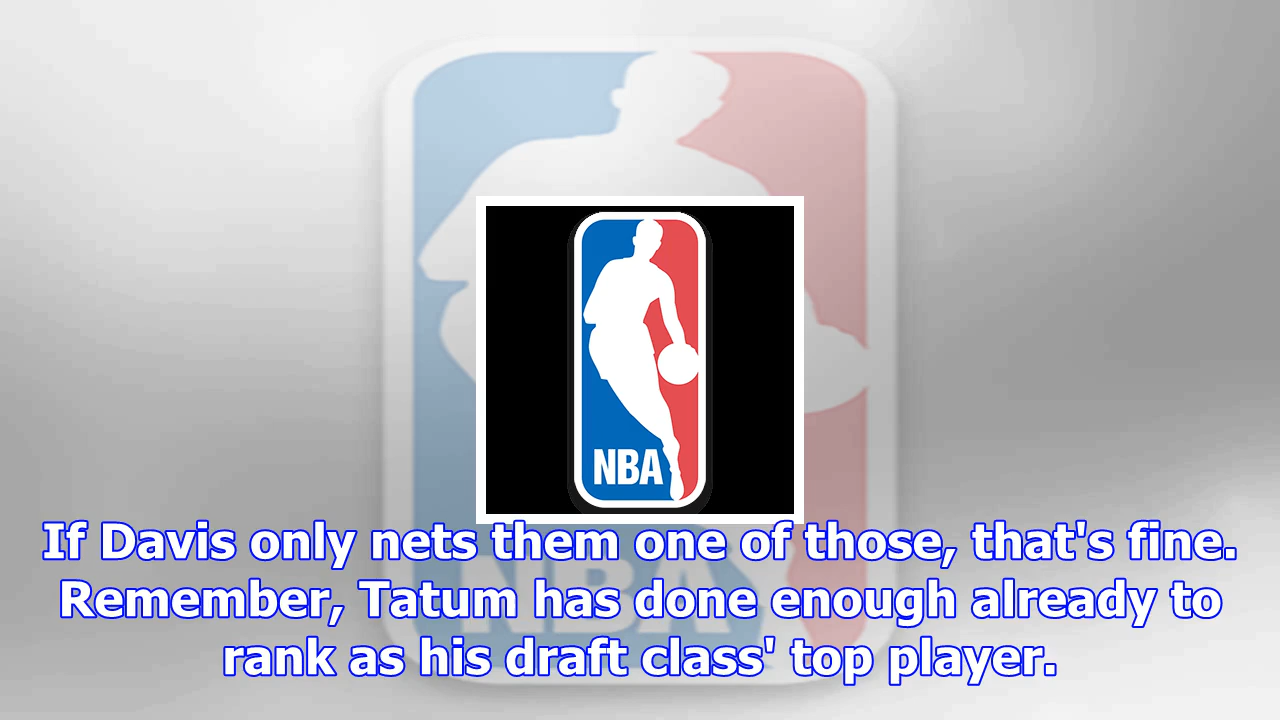 NBA
If Davis only nets them one of those, that's fine.
Remember, Tatum has done enough already to
rank as his draft class' top player.